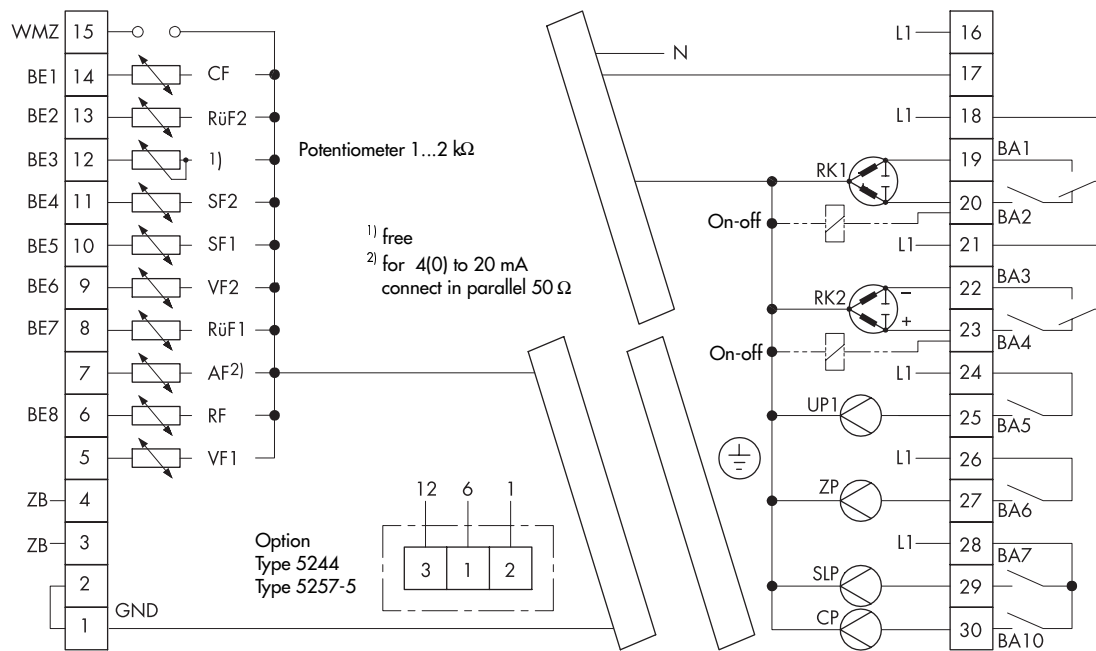 WMZ 15
BE1 14 CF
BE2 13 RüF2
BE3 12 1)
Potentiometer 1...2 kΩ
BE4 11 SF2
BE5 10 SF1
BE6 9 VF2
BE7 8 RüF1
7 AF2)
BE8 6 RF
5 VF1
ZB 4
ZB 3
2
1 GND
1) free
2) for 4(0) to 20 mA
connect in parallel 50 Ω
Option
Type 5244
Type 5257-5
12 6 1
3 1 2
N
L1 16
17
L1 18
RK1 19 BA1
20 BA2
On-off
L1 21
RK2 − 22 BA3
+ 23 BA4
On-off
L1 24
UP1 25 BA5
L1 26
ZP 27 BA6
L1 28 BA7
SLP 29
CP 30 BA10